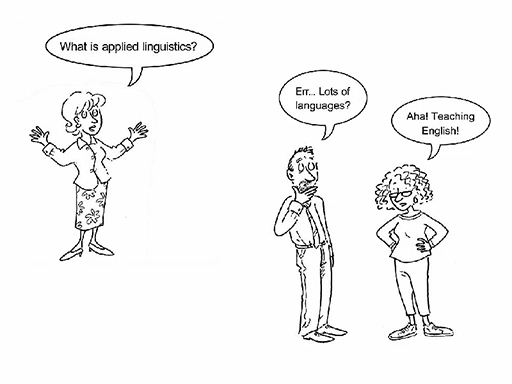 What is applied linguistics?
Err... Lots of
languages?
Aha! Teaching
English!